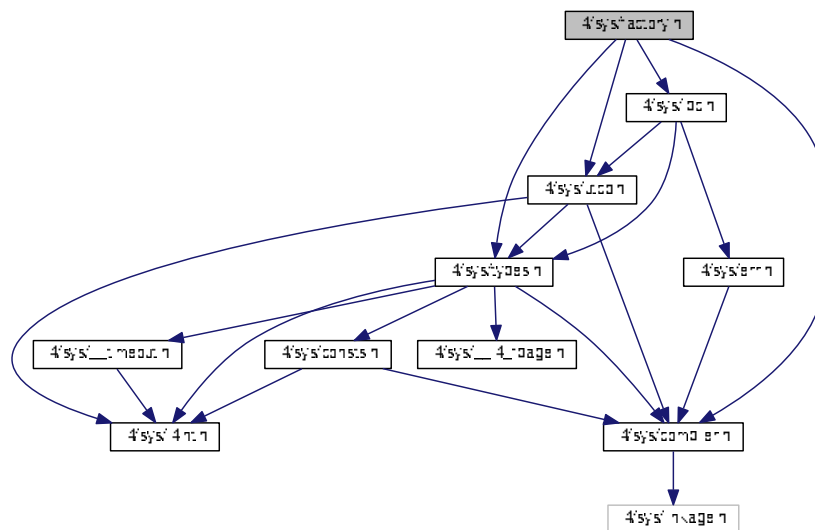 l4/sys/factory.h
l4/sys/ipc.h
l4/sys/utcb.h
l4/sys/types.h
l4/sys/err.h
l4/sys/__timeout.h
l4/sys/consts.h
l4/sys/__l4_fpage.h
l4/sys/l4int.h
l4/sys/compiler.h
l4/sys/linkage.h